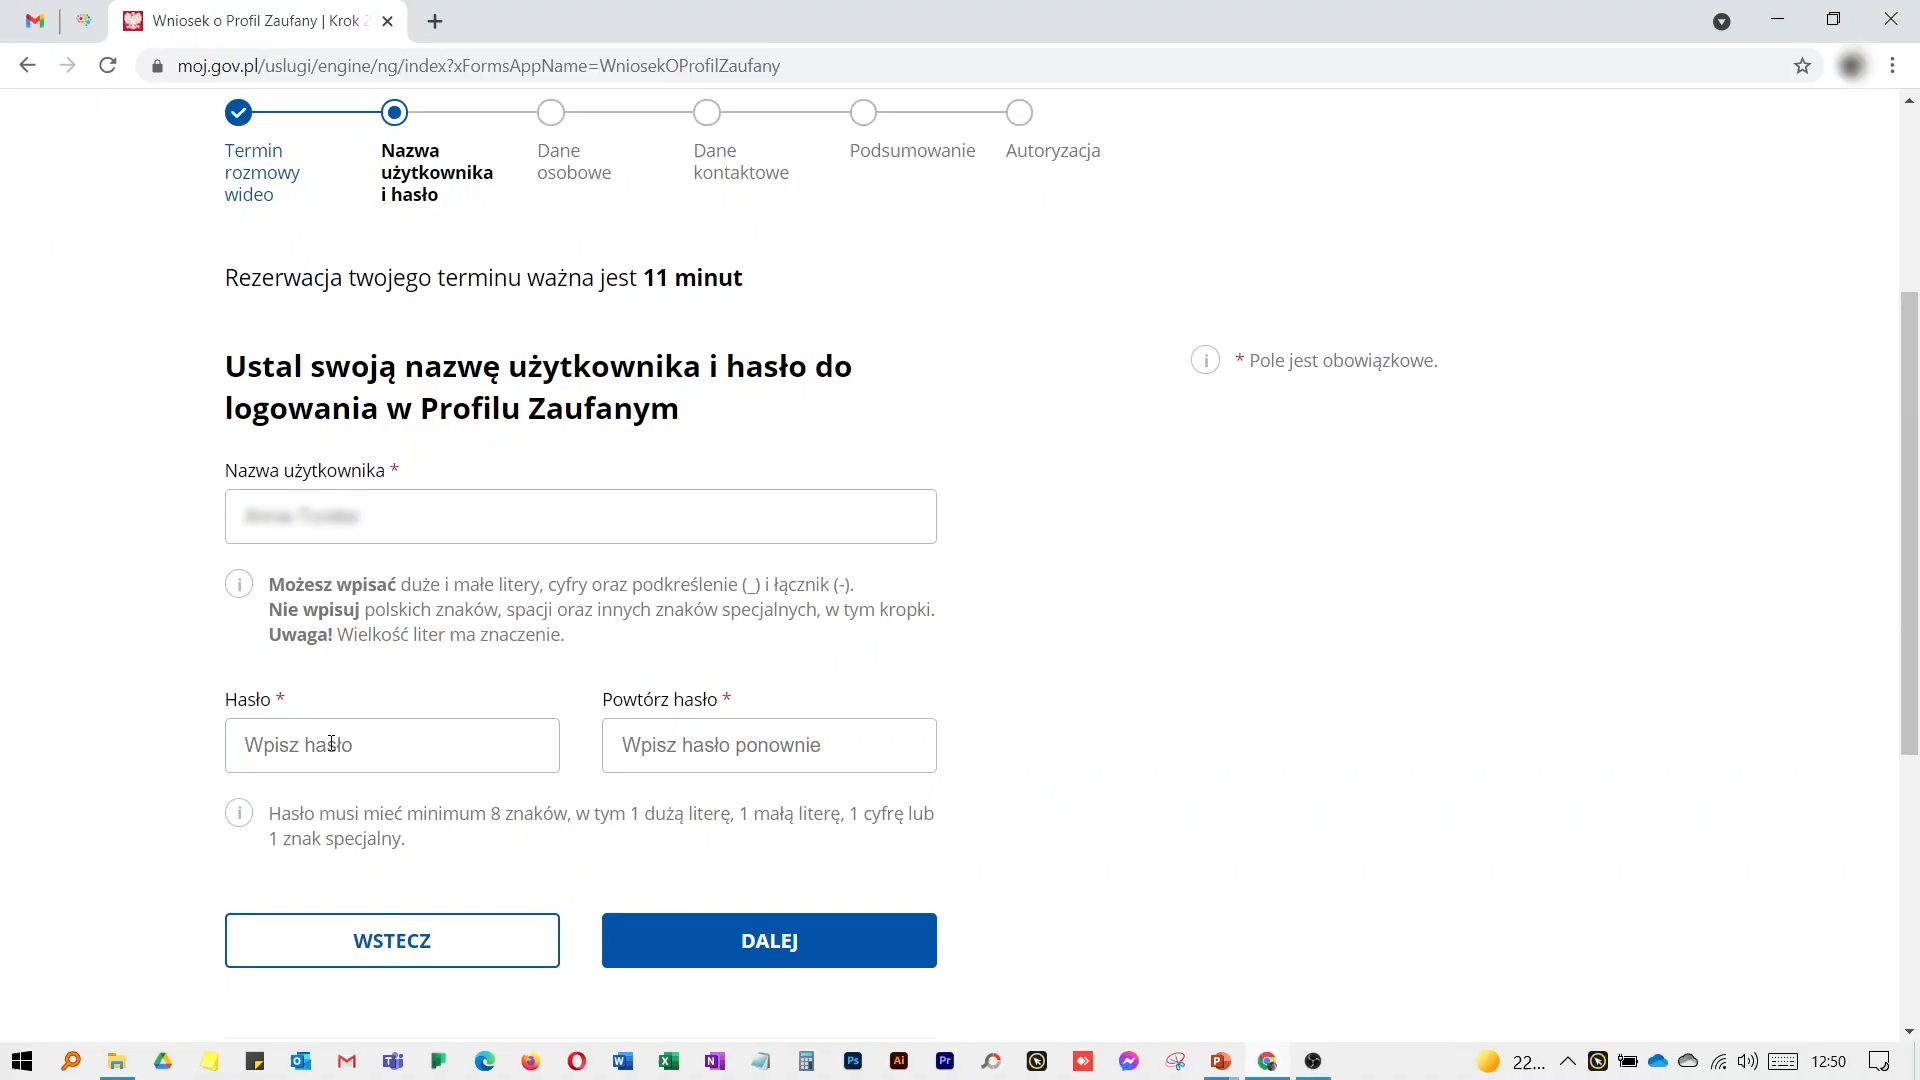 Wniosek o Profil Zaufany | Krok 2
moj.gov.pl/uslugi/engine/ng/index?xFormsAppName=WniosekOProfilZaufany
Termin
rozmowy
wideo
Nazwa
użytkownika
i hasło
Dane
osobowe
Dane
kontaktowe
Podsumowanie
Autoryzacja
Rezerwacja twojego terminu ważna jest 11 minut
Ustal swoją nazwę użytkownika i hasło do
logowania w Profilu Zaufanym
* Pole jest obowiązkowe.
Nazwa użytkownika *
Możesz wpisać duże i małe litery, cyfry oraz podkreślenie (_) i łącznik (-).
Nie wpisuj polskich znaków, spacji oraz innych znaków specjalnych, w tym kropki.
Uwaga! Wielkość liter ma znaczenie.
Hasło *
Powtórz hasło *
Wpisz hasło
Wpisz hasło ponownie
Hasło musi mieć minimum 8 znaków, w tym 1 dużą literę, 1 małą literę, 1 cyfrę lub
1 znak specjalny.
WSTECZ
DALEJ
22...
12:50